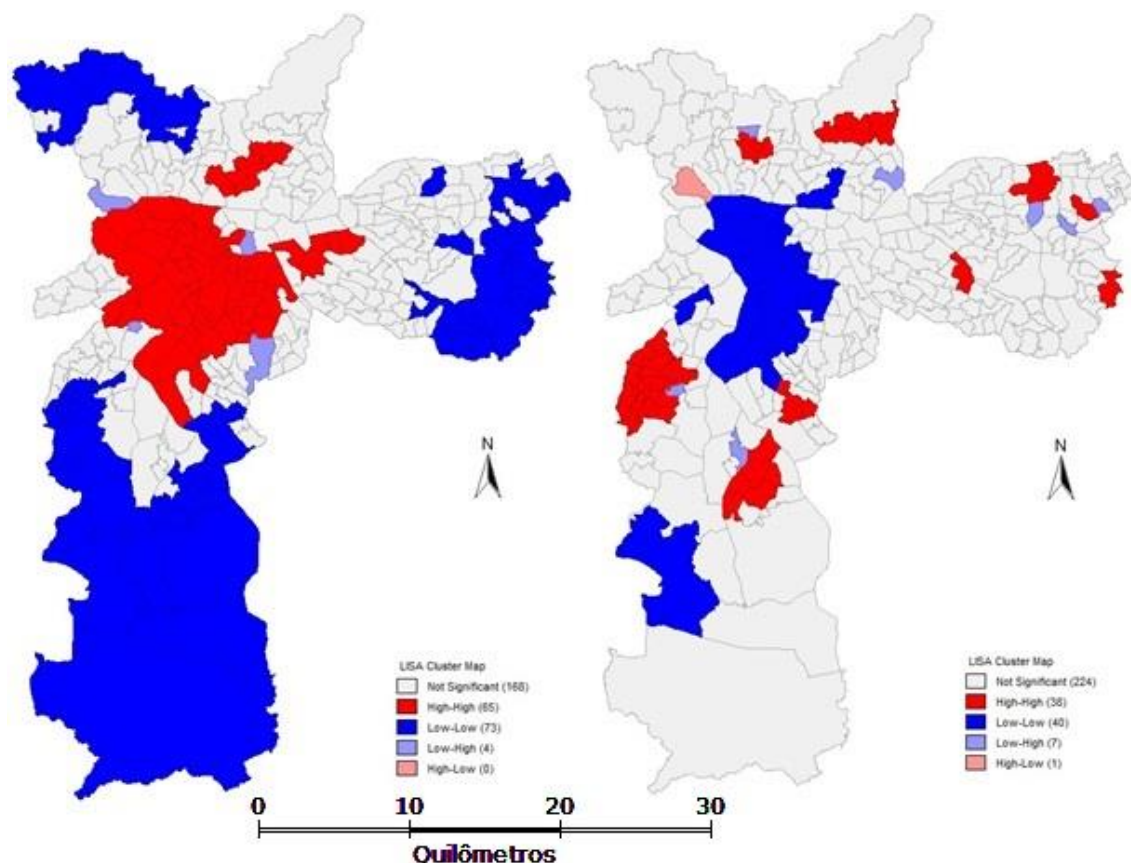 N
N
LISA Cluster Map
Not Significant (168)
High-High (65)
Low-Low (73)
Low-High (4)
High-Low (0)
LISA Cluster Map
Not Significant (224)
High-High (38)
Low-Low (40)
Low-High (7)
High-Low (1)
0 10 20 30
Quilômetros